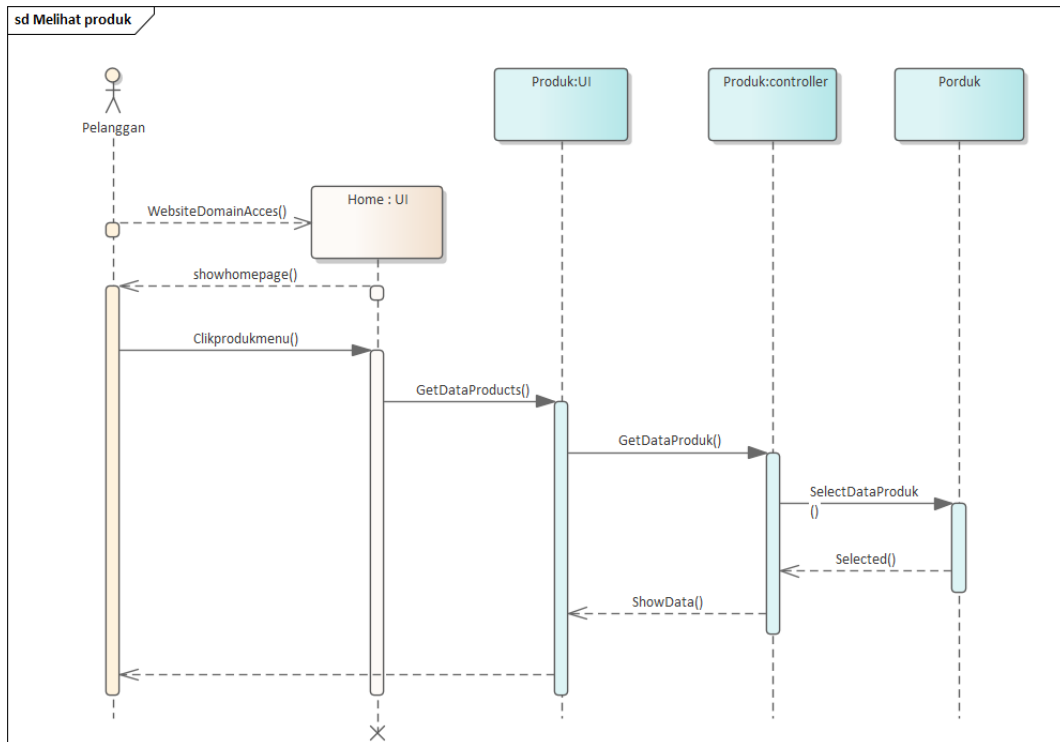 sd Melihat produk
Pelanggan
Produk:UI
Produk:controller
Porduk
Home : UI
WebsiteDomainAcces()
showhomepage()
Clikprodukmenu()
GetDataProducts()
GetDataProduk()
SelectDataProduk
()
Selected()
ShowData()